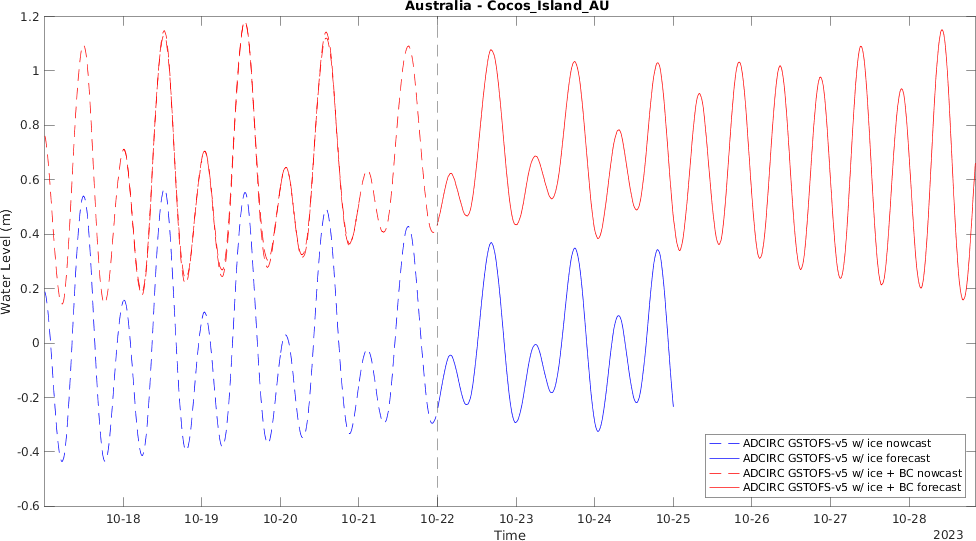 Australia - Cocos_Island_AU
1.2
1
0.8
0.6
0.4
0.2
0
-0.2
-0.4
-0.6
Water Level (m)
10-18 10-19 10-20 10-21 10-22 10-23 10-24 10-25 10-26 10-27 10-28
Time
2023
ADCIRC GSTOFS-v5 w/ ice nowcast
ADCIRC GSTOFS-v5 w/ ice forecast
ADCIRC GSTOFS-v5 w/ ice + BC nowcast
ADCIRC GSTOFS-v5 w/ ice + BC forecast